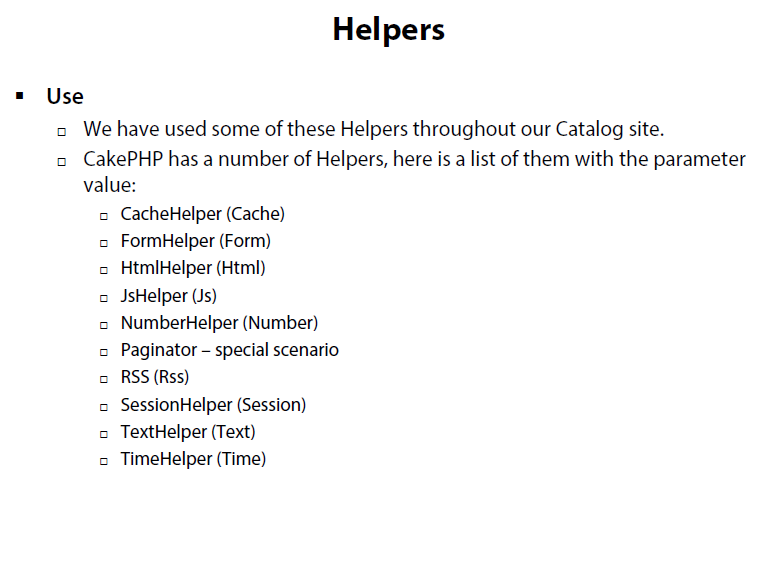 Helpers
Use
We have used some of these Helpers throughout our Catalog site.
CakePHP has a number of Helpers, here is a list of them with the parameter
value:
CacheHelper (Cache)
FormHelper (Form)
HtmlHelper (Html)
JsHelper (Js)
NumberHelper (Number)
Paginator – special scenario
RSS (Rss)
SessionHelper (Session)
TextHelper (Text)
TimeHelper (Time)